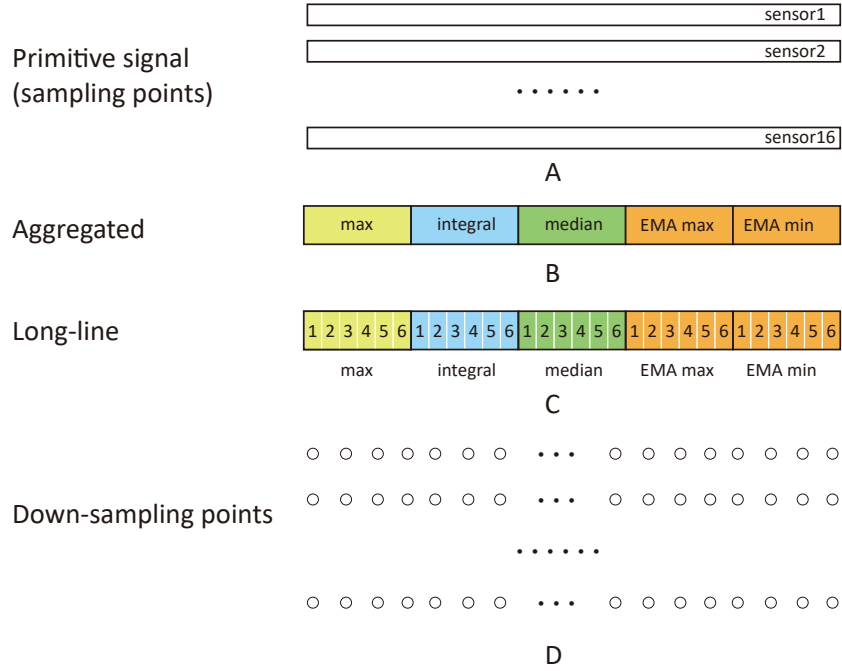 sensor1
Primitive signal
(sampling points)
sensor2
······
sensor16
A
Aggregated
max integral median EMA max EMA min
B
Long-line
1 2 3 4 5 6 1 2 3 4 5 6 1 2 3 4 5 6 1 2 3 4 5 6 1 2 3 4 5 6
max integral median EMA max EMA min
C
···
Down-sampling points
···
······
···
D